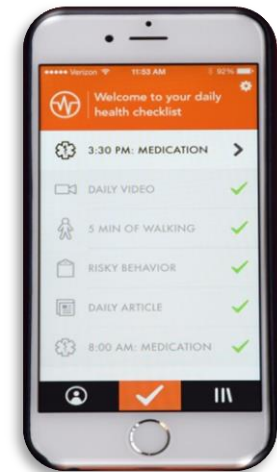 Verizon 11:53 AM 92%
Welcome to your daily
health checklist
3:30 PM: MEDICATION
DAILY VIDEO
5 MIN OF WALKING
RISKY BEHAVIOR
DAILY ARTICLE
8:00 AM: MEDICATION